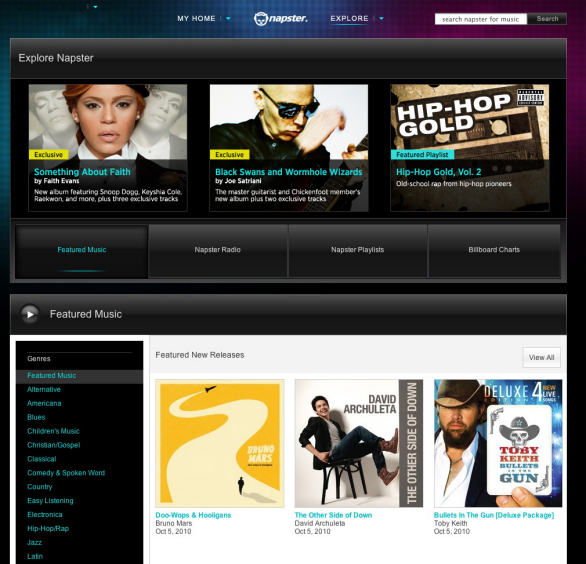 MY HOME
napster.
EXPLORE
search napster for music
Search
Explore Napster
Exclusive
Something About Faith
by Faith Evans
New album featuring Snoop Dogg, Keyshia Cole,
Raekwon, and more, plus three exclusive tracks
Exclusive
Black Swans and Wormhole Wizards
by Joe Satriani
The master guitarist and Chickenfoot member's
new album plus two exclusive tracks
HIP-HOP
GOLD
PARENTAL
ADVISORY
EXPLICIT CONTENT
Featured Playlist
Hip-Hop Gold, Vol. 2
Old-school rap from hip-hop pioneers
Featured Music
Napster Radio
Napster Playlists
Billboard Charts
Featured Music
Genres
Featured Music
Alternative
Americana
Blues
Children's Music
Christian/Gospel
Classical
Comedy & Spoken Word
Country
Easy Listening
Electronica
Hip-Hop/Rap
Jazz
Latin
Featured New Releases
View All
BRUNO
MARS
Doo-Wops & Hooligans
Bruno Mars
Oct 5, 2010
DAVID
ARCHULETA
THE OTHER SIDE OF DOWN
The Other Side of Down
David Archuleta
Oct 5, 2010
DELUXE
EDITION
4 NEW
LIVE
SONGS
TOBY
KEITH
BULLETS
IN THE
GUN
Bullets In The Gun [Deluxe Package]
Toby Keith
Oct 5, 2010